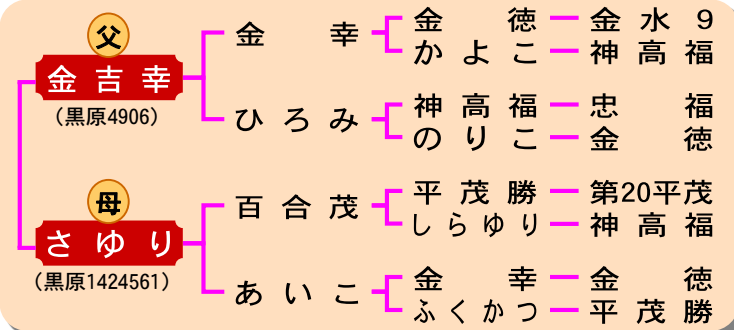 父
金吉幸
（黒原4906）
金幸
金徳
金水９
かよこ
神高福
ひろみ
神高福
忠福
のりこ
金徳
母
さゆり
（黒原1424561）
百合茂
平茂勝
第20平茂
しらゆり
神高福
あいこ
金幸
金徳
ふくかつ
平茂勝